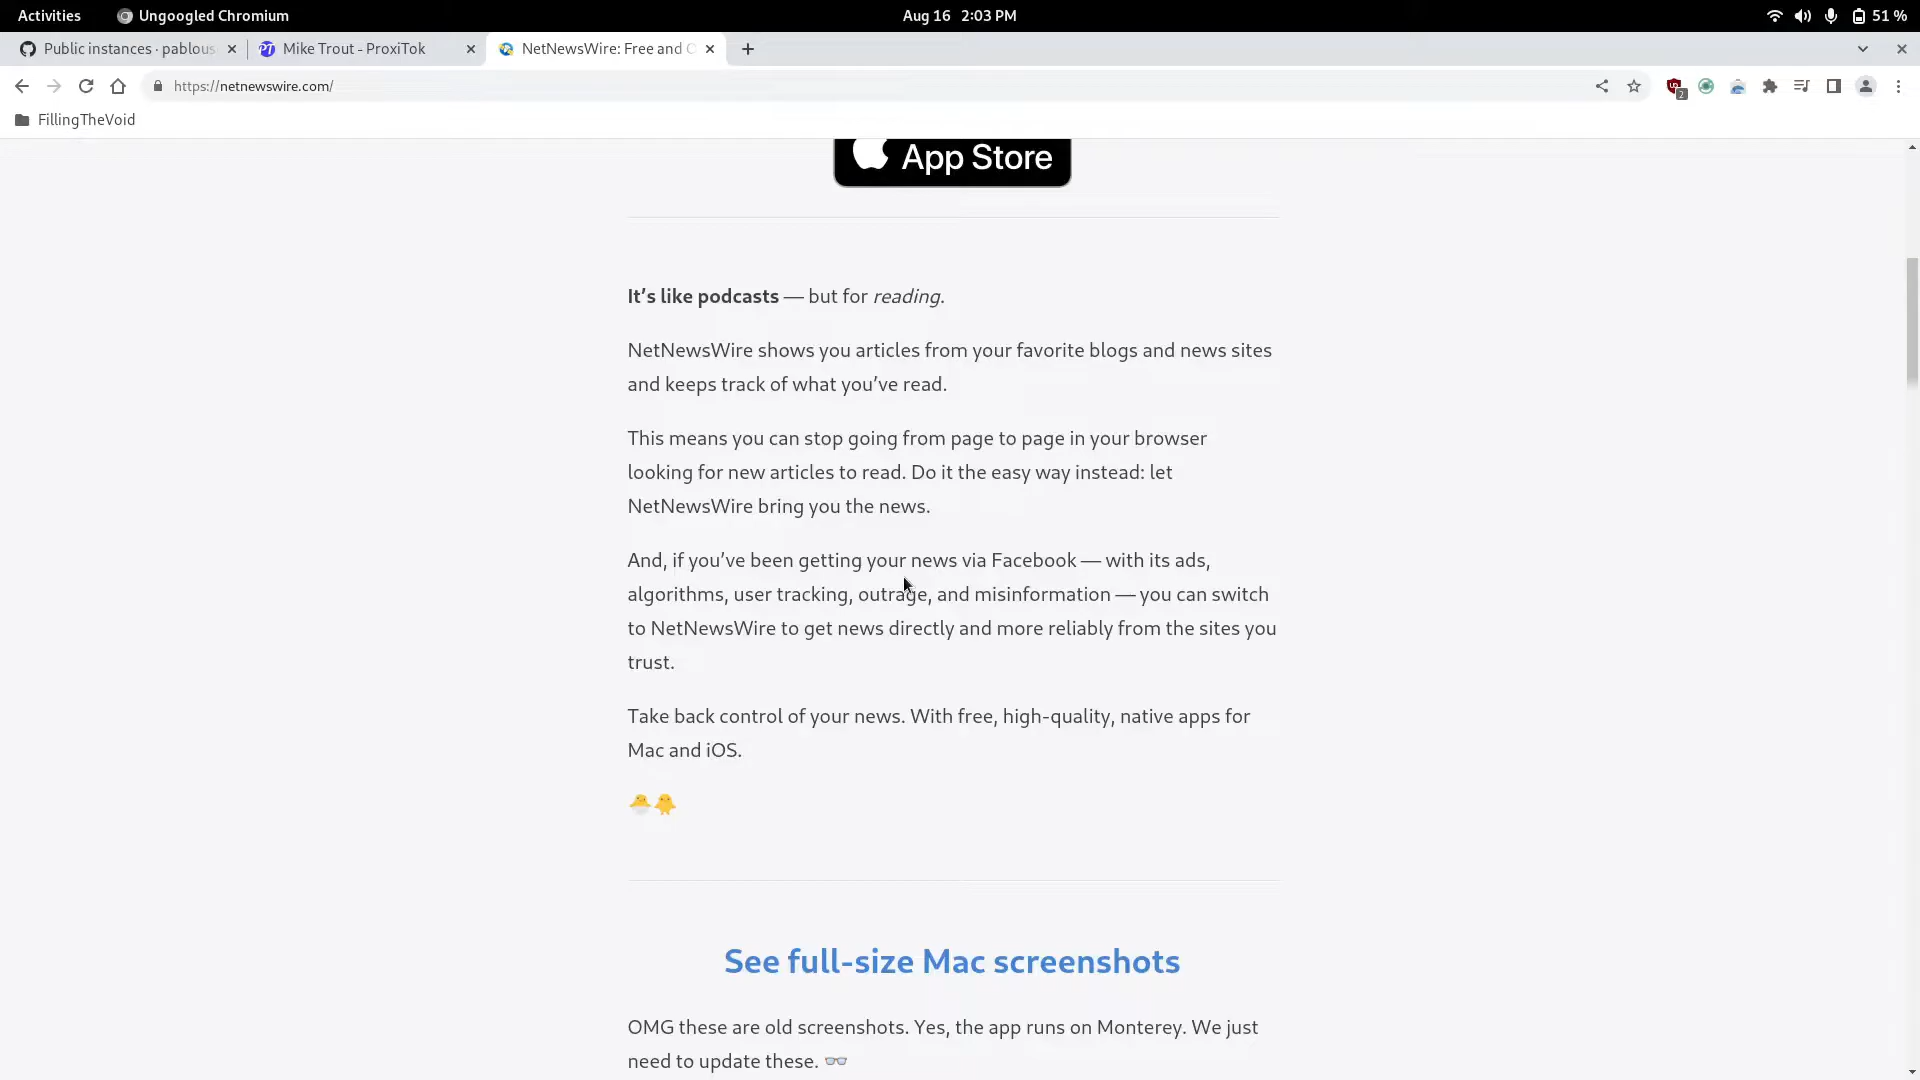 Activities
Ungoogled Chromium
Aug 16 2:03 PM
51 %
Public instances · pablous
Mike Trout - ProxiTok
NetNewsWire: Free and O
https://netnewswire.com/
2
FillingTheVoid
App Store
It’s like podcasts — but for reading.
NetNewsWire shows you articles from your favorite blogs and news sites
and keeps track of what you’ve read.
This means you can stop going from page to page in your browser
looking for new articles to read. Do it the easy way instead: let
NetNewsWire bring you the news.
And, if you’ve been getting your news via Facebook — with its ads,
algorithms, user tracking, outrage, and misinformation — you can switch
to NetNewsWire to get news directly and more reliably from the sites you
trust.
Take back control of your news. With free, high-quality, native apps for
Mac and iOS.
🐣🐥
See full-size Mac screenshots
OMG these are old screenshots. Yes, the app runs on Monterey. We just
need to update these. 👓